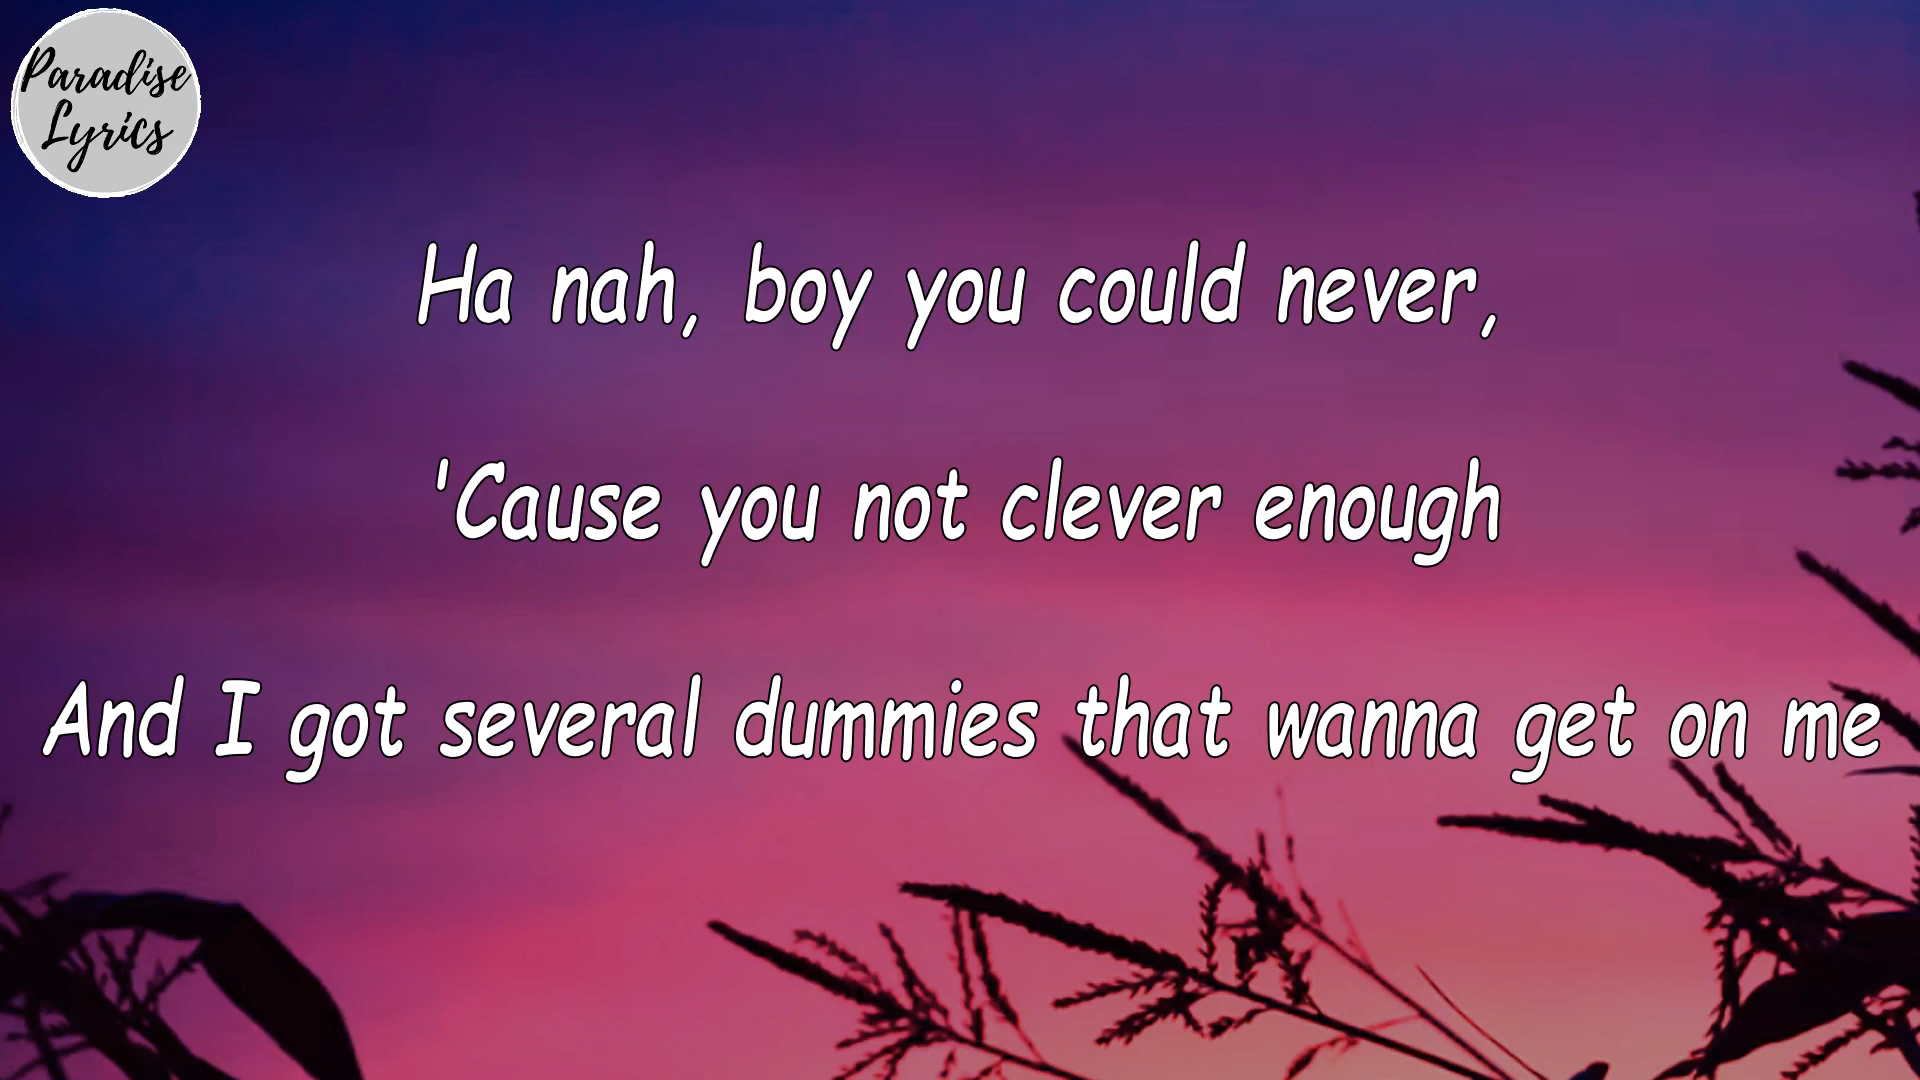 Paradise
Lyrics
Ha nah, boy you could never,
'Cause you not clever enough
And I got several dummies that wanna get on me